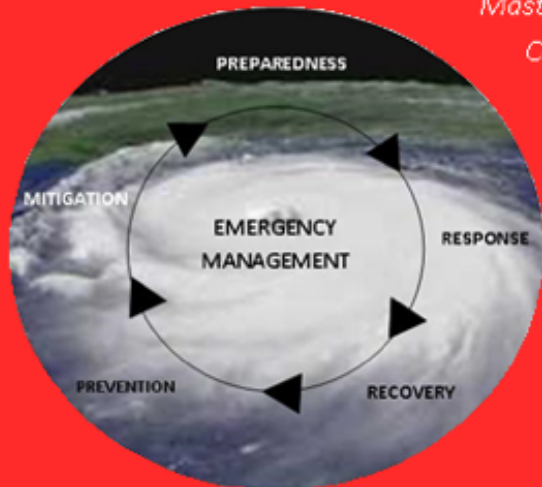 PREPAREDNESS
MITIGATION
EMERGENCY
MANAGEMENT
RESPONSE
PREVENTION
RECOVERY